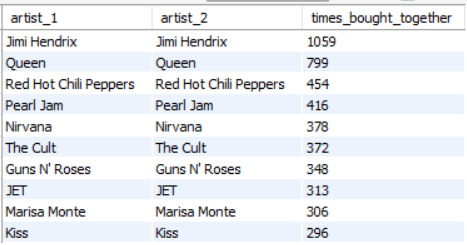 artist_1 artist_2 times_bought_together
Jimi Hendrix Jimi Hendrix 1059
Queen Queen 799
Red Hot Chili Peppers Red Hot Chili Peppers 454
Pearl Jam Pearl Jam 416
Nirvana Nirvana 378
The Cult The Cult 372
Guns N' Roses Guns N' Roses 348
JET JET 313
Marisa Monte Marisa Monte 306
Kiss Kiss 296